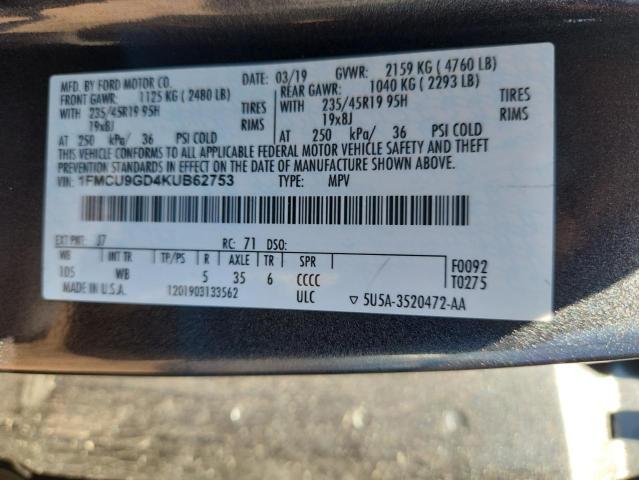 MFD. BY FORD MOTOR CO.
DATE: 03/19 GVWR: 2159 KG ( 4760 LB)
FRONT GAWR: 1125 KG ( 2480 LB) REAR GAWR: 1040 KG ( 2293 LB)
WITH 235/45R19 95H TIRES WITH 235/45R19 95H TIRES
19x8J RIMS 19x8J RIMS
AT 250 kPa/ 36 PSI COLD AT 250 kPa/ 36 PSI COLD
THIS VEHICLE CONFORMS TO ALL APPLICABLE FEDERAL MOTOR VEHICLE SAFETY AND THEFT
PREVENTION STANDARDS IN EFFECT ON THE DATE OF MANUFACTURE SHOWN ABOVE.
VIN: 1FMCU9GD4KUB62753 TYPE: MPV
EXT PNT: J7 RC: 71 DSO:
WB INT TR TP/PS R AXLE TR SPR F0092
105 WB 5 35 6 CCCC T0275
MADE IN U.S.A. 1201903133562 ULC ▽ 5U5A-3520472-AA